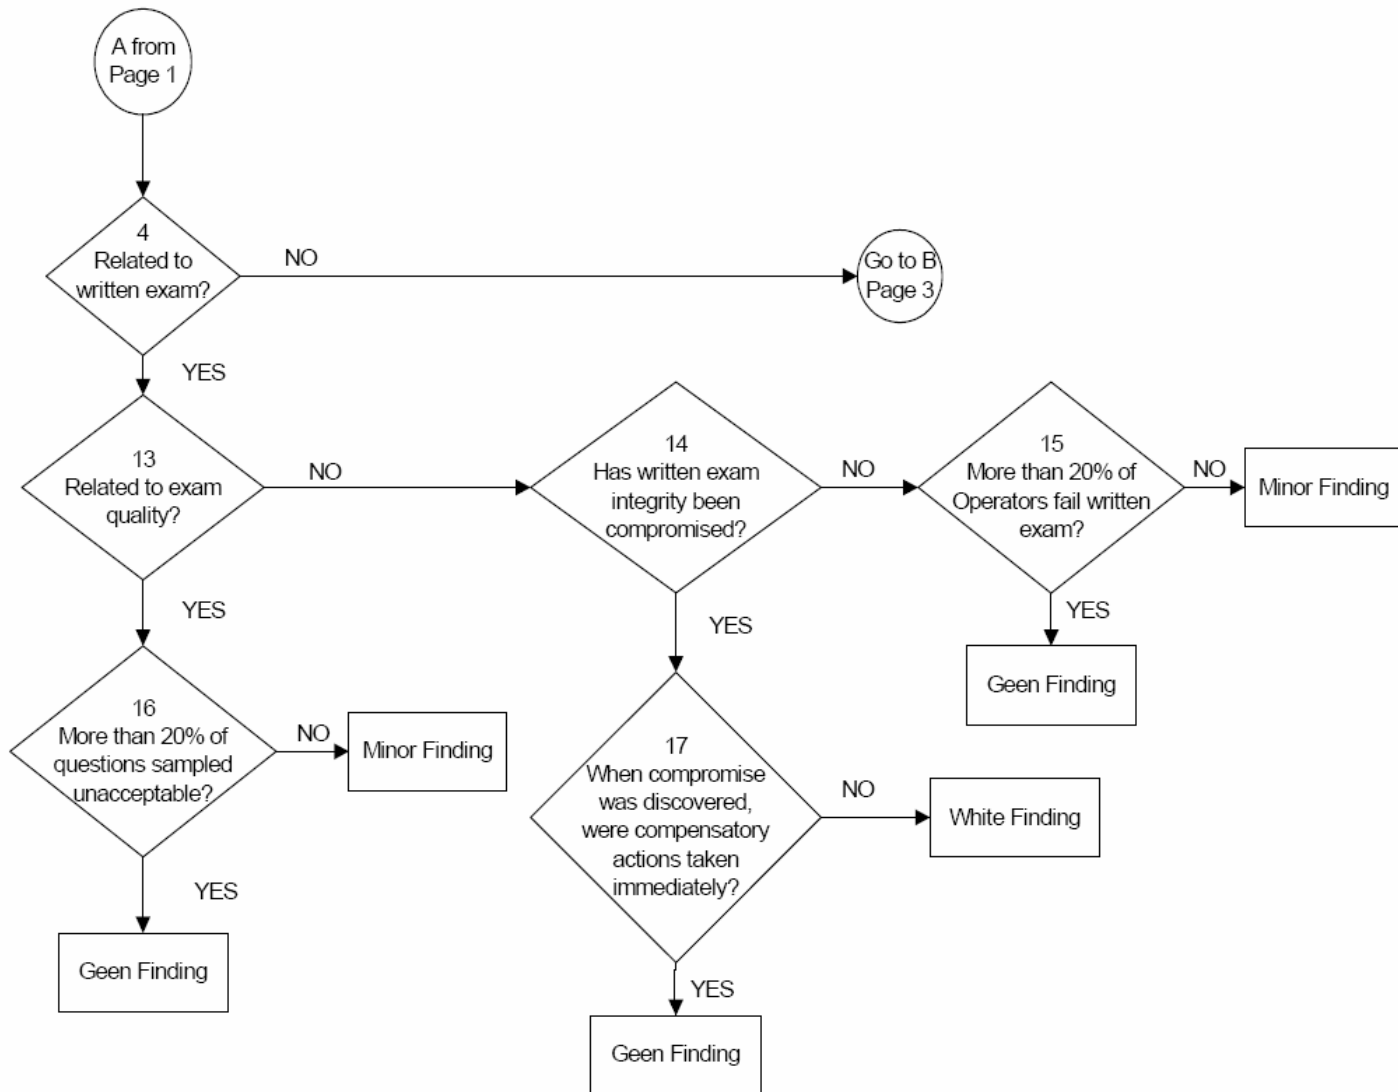 A from
Page 1
4
Related to
written exam?
NO
Go to B
Page 3
YES
13
Related to exam
quality?
NO
14
Has written exam
integrity been
compromised?
NO
15
More than 20% of
Operators fail written
exam?
NO
Minor Finding
YES
YES
YES
Geen Finding
16
More than 20% of
questions sampled
unacceptable?
NO
Minor Finding
17
When compromise
was discovered,
were compensatory
actions taken
immediately?
NO
White Finding
YES
Geen Finding
YES
Geen Finding